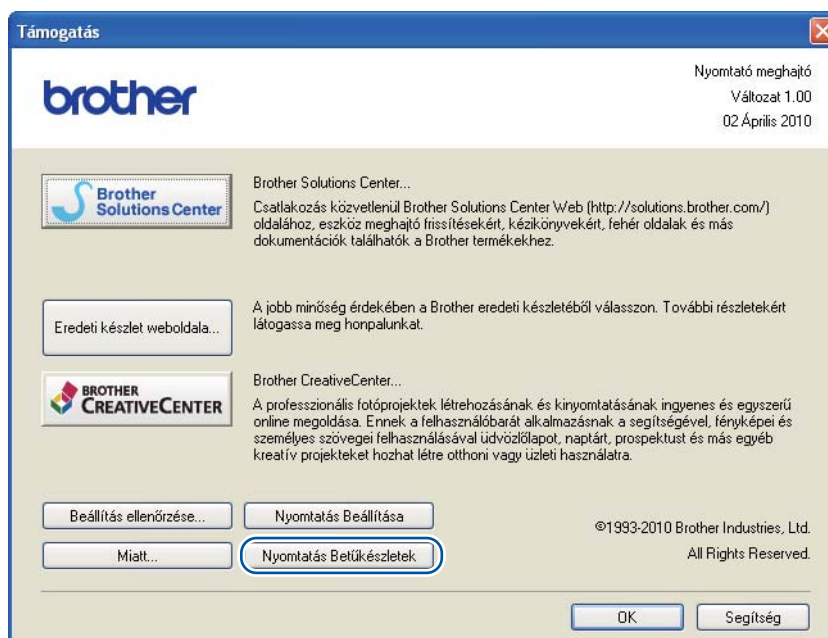 Támogatás
brother
Nyomtató meghajtó
Változat 1.00
02 Április 2010
Brother
Solutions Center
Brother Solutions Center...
Csatlakozás közvetlenül Brother Solutions Center Web (http://solutions.brother.com/)
oldalához, eszköz meghajtó frissítésekért, kézikönyvekért, fehér oldalak és más
dokumentációk találhatók a Brother termékekhez.
Eredeti készlet weboldala...
A jobb minőség érdekében a Brother eredeti készletéből válasszon. További részletekért
látogassa meg honpalunkat.
BROTHER
CREATIVECENTER
Brother CreativeCenter...
A professzionális fotóprojektek létrehozásának és kinyomtatásának ingyenes és egyszerű
online megoldása. Ennek a felhasználóbarát alkalmazásnak a segítségével, fényképei és
személyes szövegei felhasználásával üdvözlőlapot, naptárt, prospektust és más egyéb
kreatív projekteket hozhat létre otthoni vagy üzleti használatra.
Beállítás ellenőrzése...
Nyomtatás Beállítása
©1993-2010 Brother Industries, Ltd.
Miatt...
Nyomtatás Betűkészletek
All Rights Reserved.
OK
Segítség